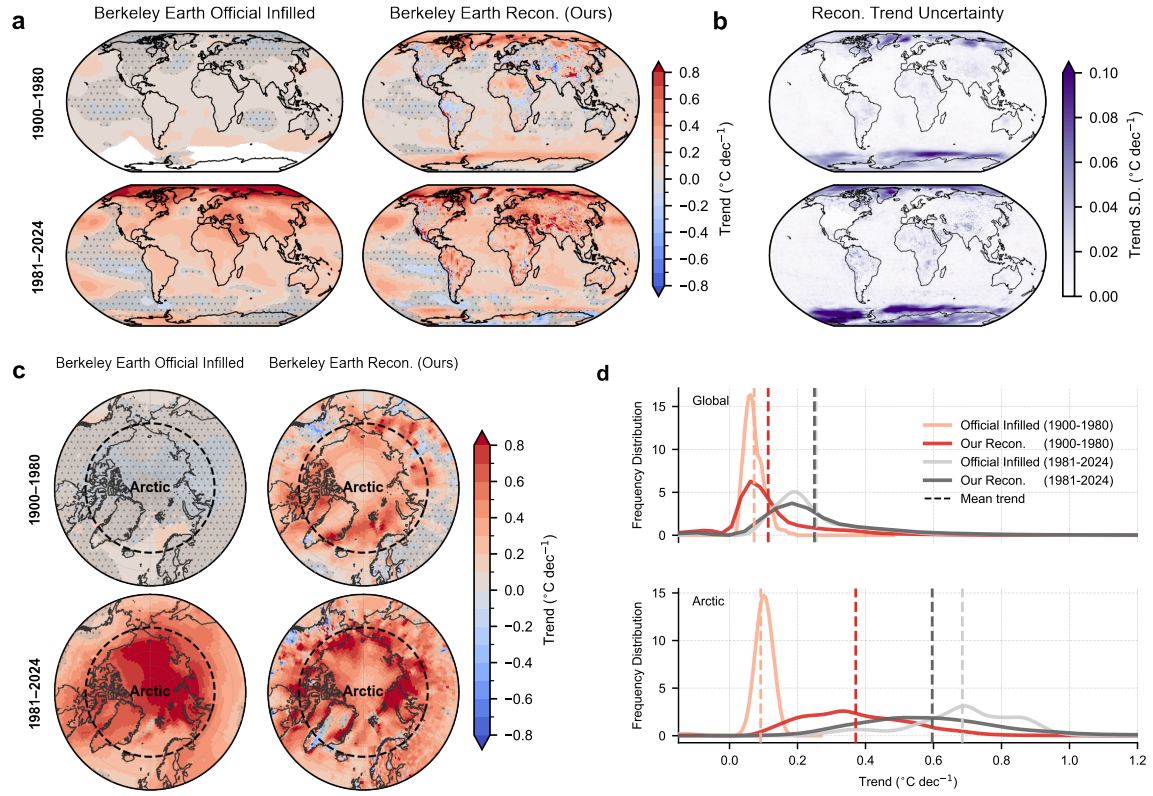 a
Berkeley Earth Official Infilled
Berkeley Earth Recon. (Ours)
1900–1980
1981–2024
0.8
0.6
0.4
0.2
0.0
−0.2
−0.4
−0.6
−0.8
Trend (°C dec⁻¹)
b
Recon. Trend Uncertainty
0.10
0.08
0.06
0.04
0.02
0.00
Trend S.D. (°C dec⁻¹)
c
Berkeley Earth Official Infilled
Berkeley Earth Recon. (Ours)
1900–1980
Arctic
Arctic
1981–2024
Arctic
Arctic
0.8
0.6
0.4
0.2
0.0
−0.2
−0.4
−0.6
−0.8
Trend (°C dec⁻¹)
d
Global
Frequency Distribution
15
10
5
0
Official Infilled (1900-1980)
Our Recon. (1900-1980)
Official Infilled (1981-2024)
Our Recon. (1981-2024)
Mean trend
Arctic
Frequency Distribution
15
10
5
0
0.0
0.2
0.4
0.6
0.8
1.0
1.2
Trend (°C dec⁻¹)